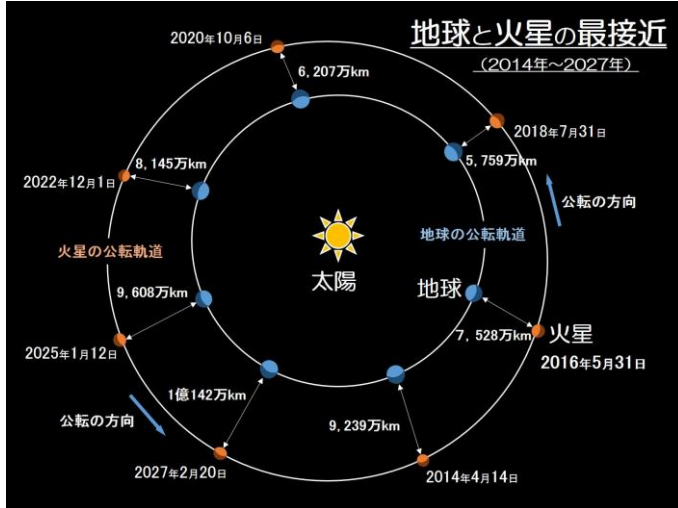 地球と火星の最接近
(2014年～2027年)
2020年10月6日
6,207万km
2018年7月31日
5,759万km
8,145万km
2022年12月1日
公転の方向
火星の公転軌道
地球の公転軌道
太陽
地球
9,608万km
7,528万km
火星
2016年5月31日
2025年1月12日
1億142万km
公転の方向
9,239万km
2027年2月20日
2014年4月14日